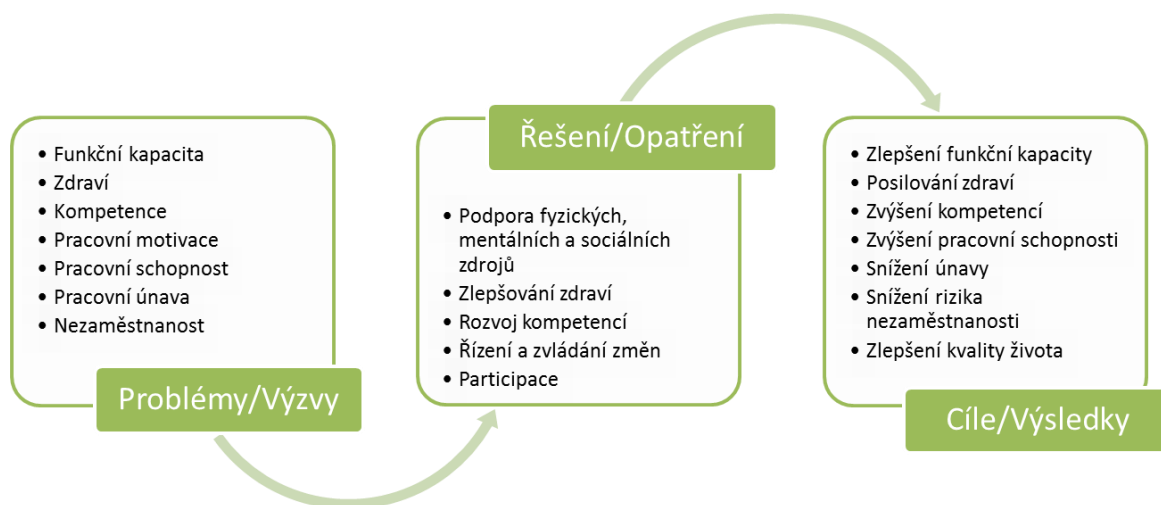 • Funkční kapacita
• Zdraví
• Kompetence
• Pracovní motivace
• Pracovní schopnost
• Pracovní únava
• Nezaměstnanost
Problémy/Výzvy
Řešení/Opatření
• Podpora fyzických,
mentálních a sociálních
zdrojů
• Zlepšování zdraví
• Rozvoj kompetencí
• Řízení a zvládání změn
• Participace
• Zlepšení funkční kapacity
• Posilování zdraví
• Zvýšení kompetencí
• Zvýšení pracovní schopnosti
• Snížení únavy
• Snížení rizika
nezaměstnanosti
• Zlepšení kvality života
Cíle/Výsledky